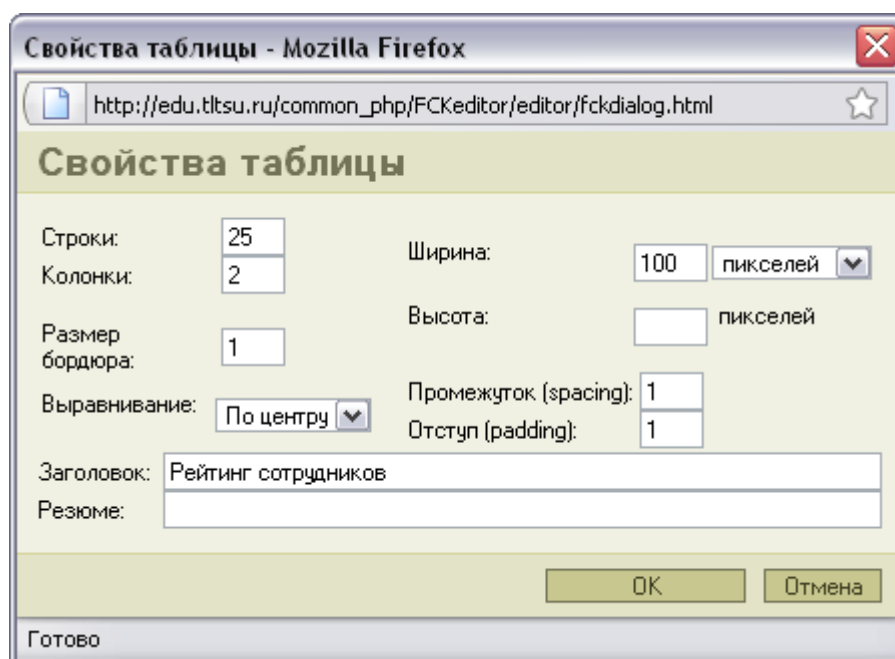 Свойства таблицы - Mozilla Firefox
http://edu.tltsu.ru/common_php/FCKeditor/editor/fckdialog.html
Свойства таблицы
Строки: 25
Колонки: 2
Ширина: 100 пикселей
Высота: пикселей
Размер
бордюра: 1
Выравнивание: По центру
Промежуток (spacing): 1
Отступ (padding): 1
Заголовок: Рейтинг сотрудников
Резюме:
OK Отмена
Готово